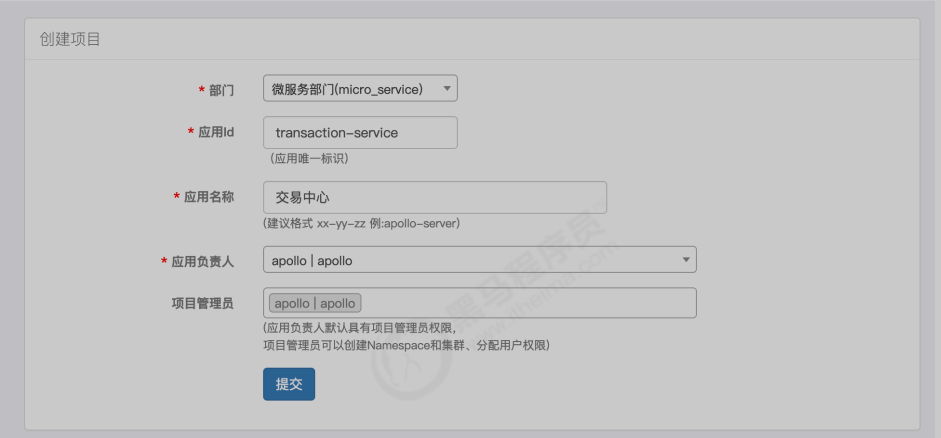 创建项目
* 部门 微服务部门(micro_service)
* 应用Id transaction-service
(应用唯一标识)
* 应用名称 交易中心
(建议格式 xx-yy-zz 例:apollo-server)
* 应用负责人 apollo | apollo
项目管理员 apollo | apollo
(应用负责人默认具有项目管理员权限,
项目管理员可以创建Namespace和集群、分配用户权限)
提交
黑马程序员
www.itheima.com